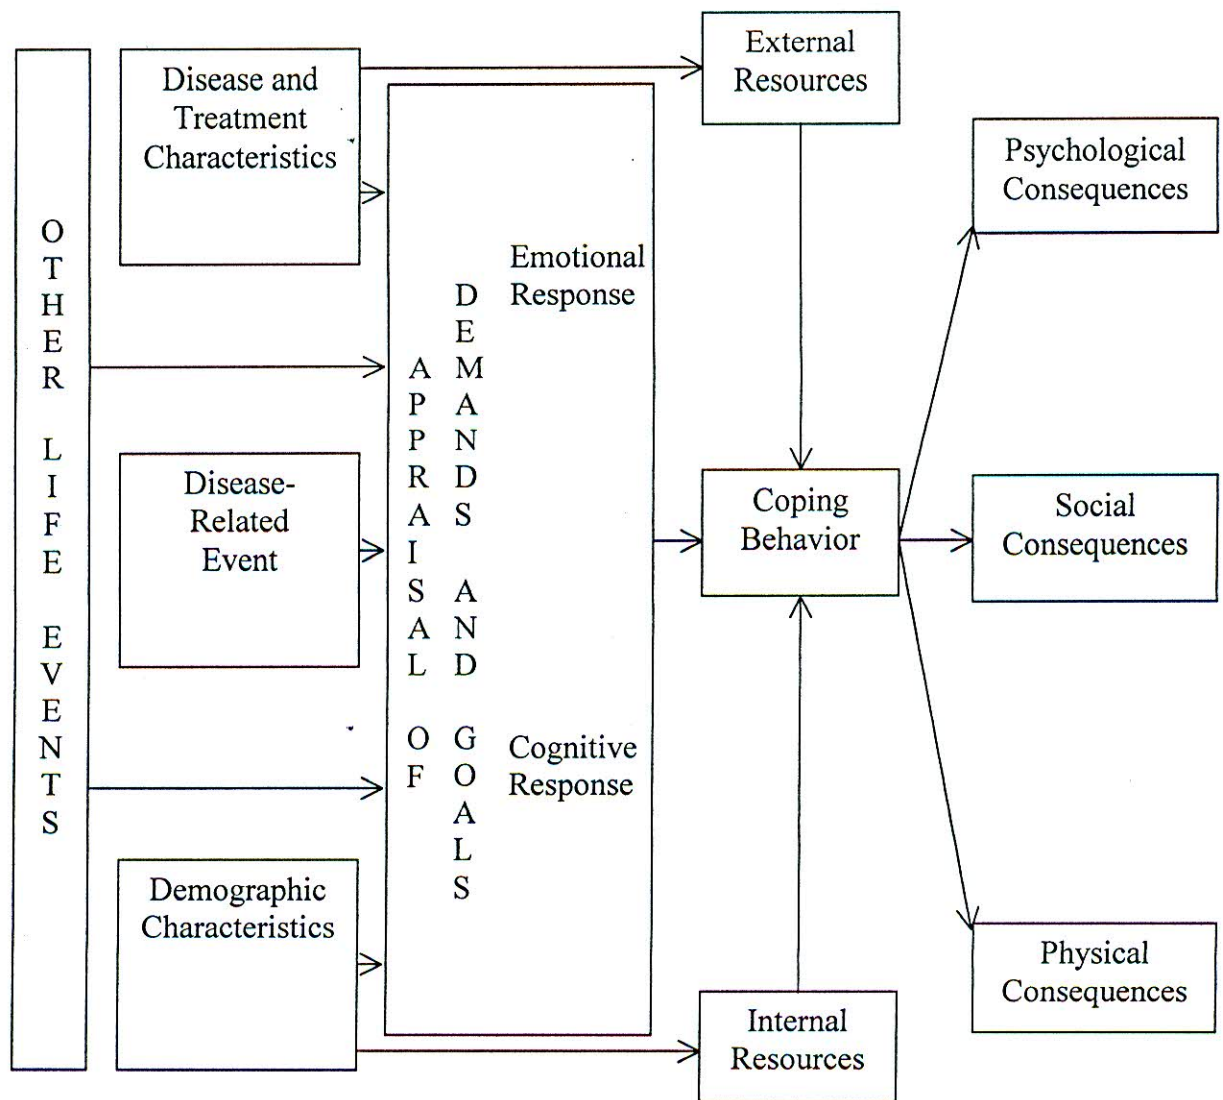 OTHER LIFE EVENTS
Disease and
Treatment
Characteristics
Disease-
Related
Event
Demographic
Characteristics
APPRAISAL OF
DEMANDS AND GOALS
Emotional
Response
Cognitive
Response
External
Resources
Coping
Behavior
Internal
Resources
Psychological
Consequences
Social
Consequences
Physical
Consequences